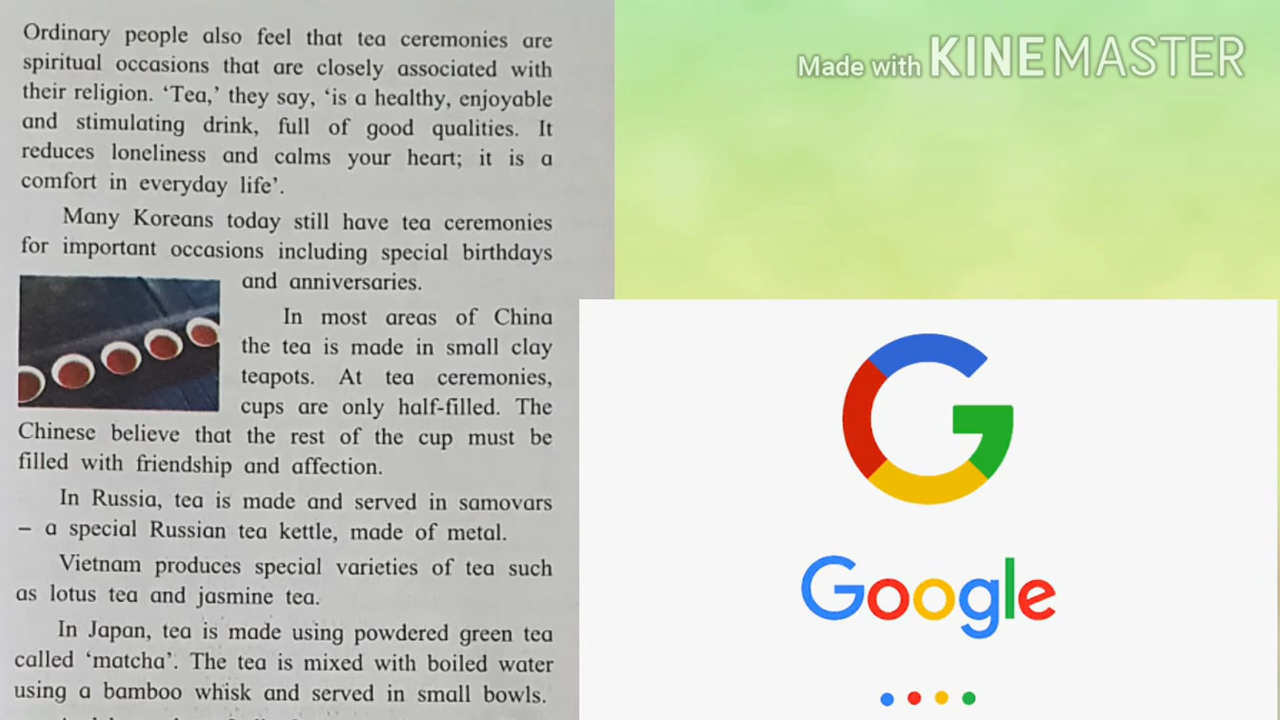 Ordinary people also feel that tea ceremonies are
spiritual occasions that are closely associated with
their religion. ‘Tea,’ they say, ‘is a healthy, enjoyable
and stimulating drink, full of good qualities. It
reduces loneliness and calms your heart; it is a
comfort in everyday life’.
Many Koreans today still have tea ceremonies
for important occasions including special birthdays
and anniversaries.
In most areas of China
the tea is made in small clay
teapots. At tea ceremonies,
cups are only half-filled. The
Chinese believe that the rest of the cup must be
filled with friendship and affection.
In Russia, tea is made and served in samovars
– a special Russian tea kettle, made of metal.
Vietnam produces special varieties of tea such
as lotus tea and jasmine tea.
In Japan, tea is made using powdered green tea
called ‘matcha’. The tea is mixed with boiled water
using a bamboo whisk and served in small bowls.
Made with KINEMASTER
G
Google